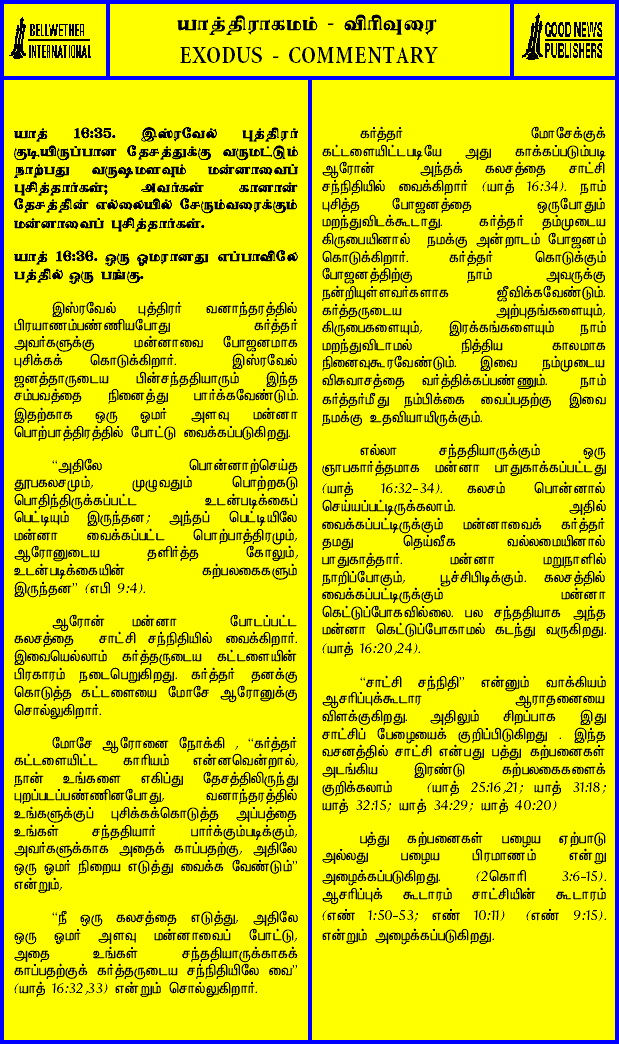 BELLWETHER
INTERNATIONAL
யாத்திராகமம் - விரிவுரை
EXODUS - COMMENTARY
GOOD NEWS
PUBLISHERS
யாத் 16:35. இஸ்ரவேல் புத்திரர்
குடியிருப்பான தேசத்துக்கு வருமட்டும்
நாற்பது வருஷமளவும் மன்னாவைப்
புசித்தார்கள்; அவர்கள் கானான்
தேசத்தின் எல்லையில் சேரும்வரைக்கும்
மன்னாவைப் புசித்தார்கள்.
யாத் 16:36. ஒரு ஓமரானது எப்பாவிலே
பத்தில் ஒரு பங்கு.
இஸ்ரவேல் புத்திரர் வனாந்தரத்தில்
பிரயாணம்பண்ணியபோது கர்த்தர்
அவர்களுக்கு மன்னாவை போஜனமாக
புசிக்கக் கொடுக்கிறார். இஸ்ரவேல்
ஜனத்தாருடைய பின்சந்ததியாரும் இந்த
சம்பவத்தை நினைத்து பார்க்கவேண்டும்.
இதற்காக ஒரு ஓமர் அளவு மன்னா
பொற்பாத்திரத்தில் போட்டு வைக்கப்படுகிறது.
“அதிலே பொன்னாற்செய்த
தூபகலசமும், முழுவதும் பொற்றகடு
பொதிந்திருக்கப்பட்ட உடன்படிக்கைப்
பெட்டியும் இருந்தன; அந்தப் பெட்டியிலே
மன்னா வைக்கப்பட்ட பொற்பாத்திரமும்,
ஆரோனுடைய தளிர்த்த கோலும்,
உடன்படிக்கையின் கற்பலகைகளும்
இருந்தன” (எபி 9:4).
ஆரோன் மன்னா போடப்பட்ட
கலசத்தை சாட்சி சந்நிதியில் வைக்கிறார்.
இவையெல்லாம் கர்த்தருடைய கட்டளையின்
பிரகாரம் நடைபெறுகிறது. கர்த்தர் தனக்கு
கொடுத்த கட்டளையை மோசே ஆரோனுக்கு
சொல்லுகிறார்.
மோசே ஆரோனை நோக்கி , “கர்த்தர்
கட்டளையிட்ட காரியம் என்னவென்றால்,
நான் உங்களை எகிப்து தேசத்திலிருந்து
புறப்படப்பண்ணினபோது, வனாந்தரத்தில்
உங்களுக்குப் புசிக்கக்கொடுத்த அப்பத்தை
உங்கள் சந்ததியார் பார்க்கும்படிக்கும்,
அவர்களுக்காக அதைக் காப்பதற்கு, அதிலே
ஒரு ஓமர் நிறைய எடுத்து வைக்க வேண்டும்”
என்றும்,
“நீ ஒரு கலசத்தை எடுத்து, அதிலே
ஒரு ஓமர் அளவு மன்னாவைப் போட்டு,
அதை உங்கள் சந்ததியாருக்காகக்
காப்பதற்குக் கர்த்தருடைய சந்நிதியிலே வை”
(யாத் 16:32,33) என்றும் சொல்லுகிறார்.
கர்த்தர் மோசேக்குக்
கட்டளையிட்டபடியே அது காக்கப்படும்படி
ஆரோன் அந்தக் கலசத்தை சாட்சி
சந்நிதியில் வைக்கிறார் (யாத் 16:34). நாம்
புசித்த போஜனத்தை ஒருபோதும்
மறந்துவிடக்கூடாது. கர்த்தர் தம்முடைய
கிருபையினால் நமக்கு அன்றாடம் போஜனம்
கொடுக்கிறார். கர்த்தர் கொடுக்கும்
போஜனத்திற்கு நாம் அவருக்கு
நன்றியுள்ளவர்களாக ஜீவிக்கவேண்டும்.
கர்த்தருடைய அற்புதங்களையும்,
கிருபைகளையும், இரக்கங்களையும் நாம்
மறந்துவிடாமல் நித்திய காலமாக
நினைவுகூரவேண்டும். இவை நம்முடைய
விசுவாசத்தை வர்த்திக்கப்பண்ணும். நாம்
கர்த்தர்மீது நம்பிக்கை வைப்பதற்கு இவை
நமக்கு உதவியாயிருக்கும்.
எல்லா சந்ததியாருக்கும் ஒரு
ஞாபகார்த்தமாக மன்னா பாதுகாக்கப்பட்டது
(யாத் 16:32-34). கலசம் பொன்னால்
செய்யப்பட்டிருக்கலாம். அதில்
வைக்கப்பட்டிருக்கும் மன்னாவைக் கர்த்தர்
தமது தெய்வீக வல்லமையினால்
பாதுகாத்தார். மன்னா மறுநாளில்
நாறிப்போகும், பூச்சிபிடிக்கும். கலசத்தில்
வைக்கப்பட்டிருக்கும் மன்னா
கெட்டுப்போகவில்லை. பல சந்ததியாக அந்த
மன்னா கெட்டுப்போகாமல் கடந்து வருகிறது.
(யாத் 16:20,24).
“சாட்சி சந்நிதி” என்னும் வாக்கியம்
ஆசரிப்புக்கூடார ஆராதனையை
விளக்குகிறது. அதிலும் சிறப்பாக இது
சாட்சிப் பேழையைக் குறிப்பிடுகிறது . இந்த
வசனத்தில் சாட்சி என்பது பத்து கற்பனைகள்
அடங்கிய இரண்டு கற்பலகைகளைக்
குறிக்கலாம் (யாத் 25:16,21; யாத் 31:18;
யாத் 32:15; யாத் 34:29; யாத் 40:20)
பத்து கற்பனைகள் பழைய ஏற்பாடு
அல்லது பழைய பிரமாணம் என்று
அழைக்கப்படுகிறது. (2கொரி 3:6-15).
ஆசரிப்புக் கூடாரம் சாட்சியின் கூடாரம்
(எண் 1:50-53; எண் 10:11) (எண் 9:15).
என்றும் அழைக்கப்படுகிறது.